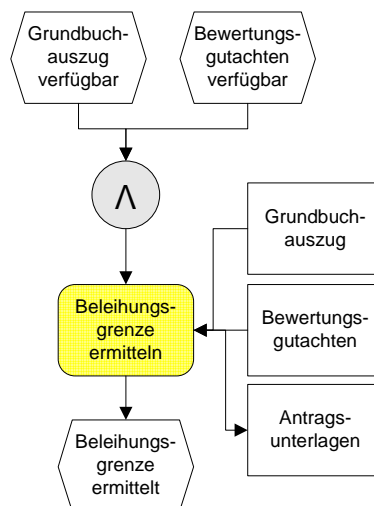 Grundbuch-
auszug
verfügbar
Bewertungs-
gutachten
verfügbar
Λ
Beleihungs-
grenze
ermitteln
Grundbuch-
auszug
Bewertungs-
gutachten
Antrags-
unterlagen
Beleihungs-
grenze
ermittelt